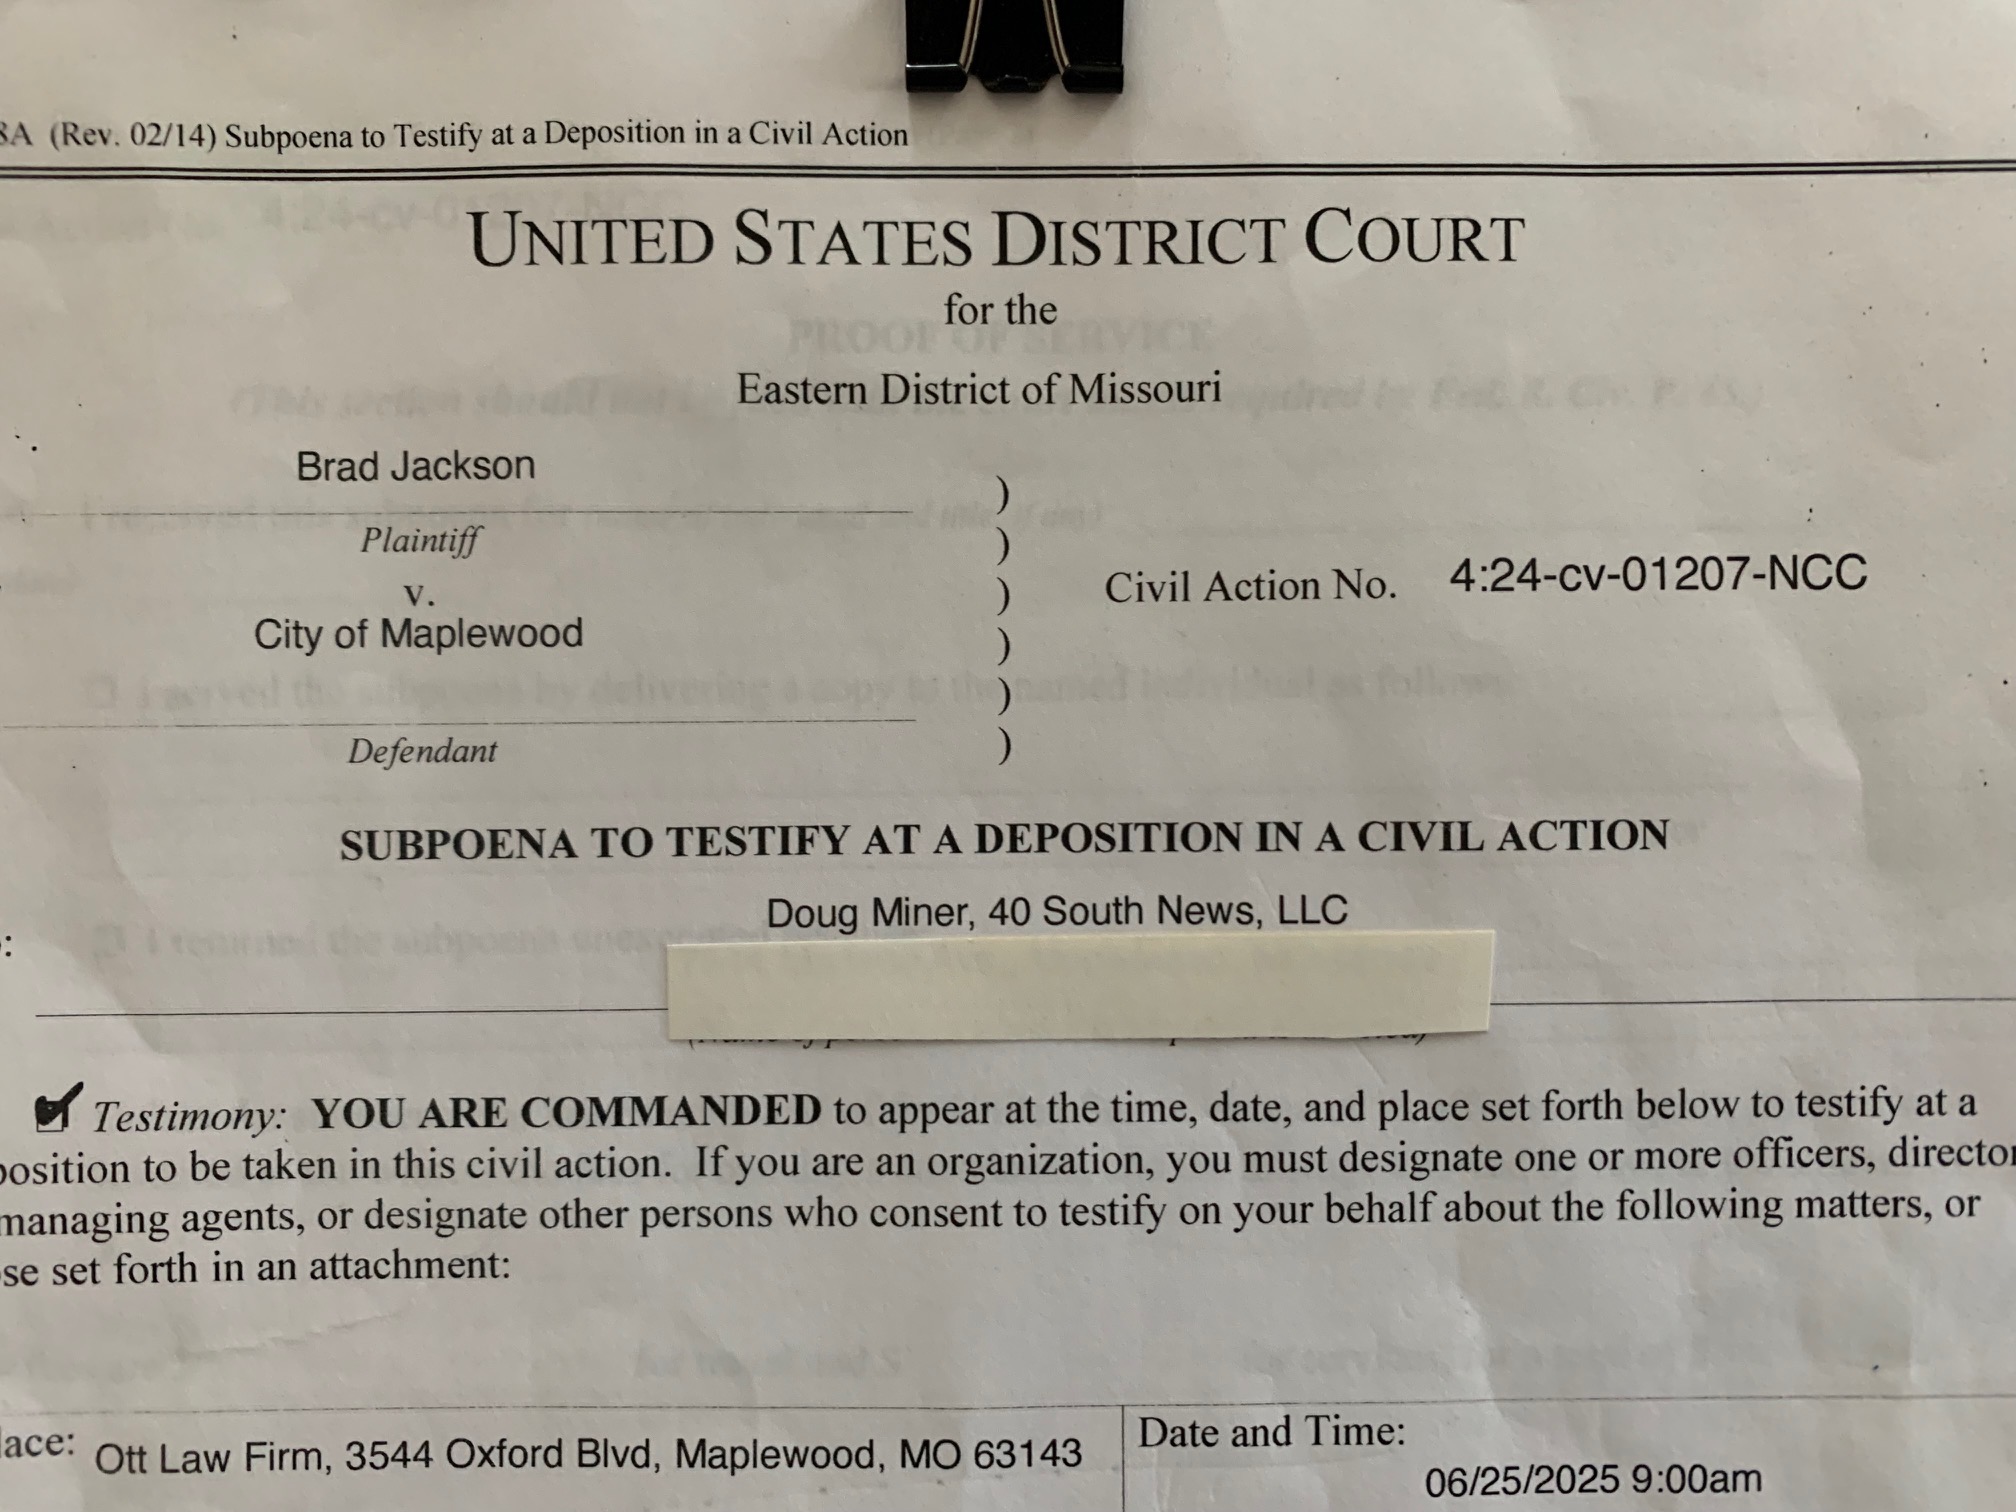 (Rev. 02/14) Subpoena to Testify at a Deposition in a Civil Action
UNITED STATES DISTRICT COURT
for the
Eastern District of Missouri
Brad Jackson
Plaintiff
v.
City of Maplewood
Defendant
)
)
)
)
)
)
Civil Action No. 4:24-cv-01207-NCC
SUBPOENA TO TESTIFY AT A DEPOSITION IN A CIVIL ACTION
Doug Miner, 40 South News, LLC
Testimony: YOU ARE COMMANDED to appear at the time, date, and place set forth below to testify at a
position to be taken in this civil action. If you are an organization, you must designate one or more officers, director
managing agents, or designate other persons who consent to testify on your behalf about the following matters, or
se set forth in an attachment:
lace: Ott Law Firm, 3544 Oxford Blvd, Maplewood, MO 63143
Date and Time:
06/25/2025 9:00am